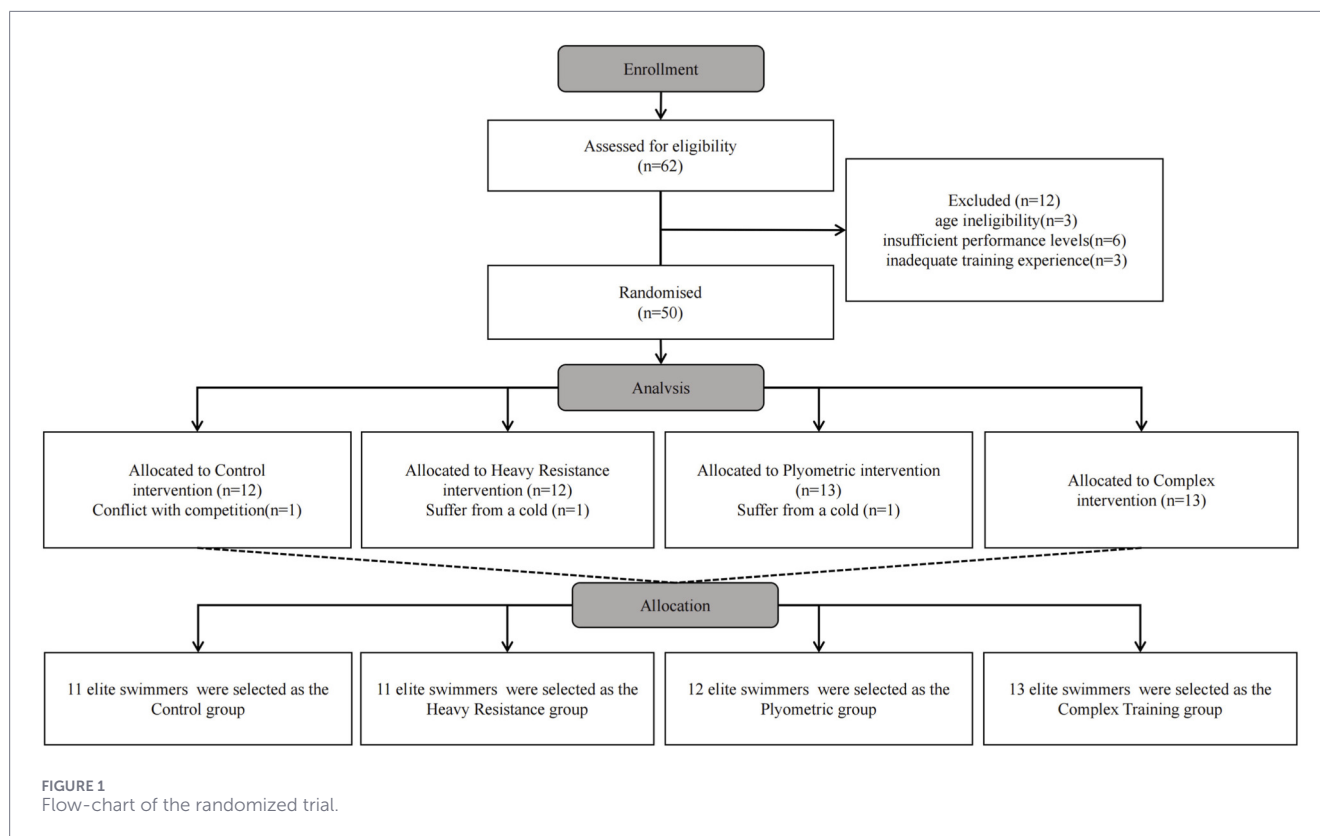 Enrollment
Assessed for eligibility
(n=62)
Excluded (n=12)
age ineligibility(n=3)
insufficient performance levels(n=6)
inadequate training experience(n=3)
Randomised
(n=50)
Analysis
Allocated to Control
intervention (n=12)
Conflict with competition(n=1)
Allocated to Heavy Resistance
intervention (n=12)
Suffer from a cold (n=1)
Allocated to Plyometric intervention
(n=13)
Suffer from a cold (n=1)
Allocated to Complex
intervention (n=13)
Allocation
11 elite swimmers were selected as the
Control group
11 elite swimmers were selected as the
Heavy Resistance group
12 elite swimmers were selected as the
Plyometric group
13 elite swimmers were selected as the
Complex Training group
FIGURE 1
Flow-chart of the randomized trial.